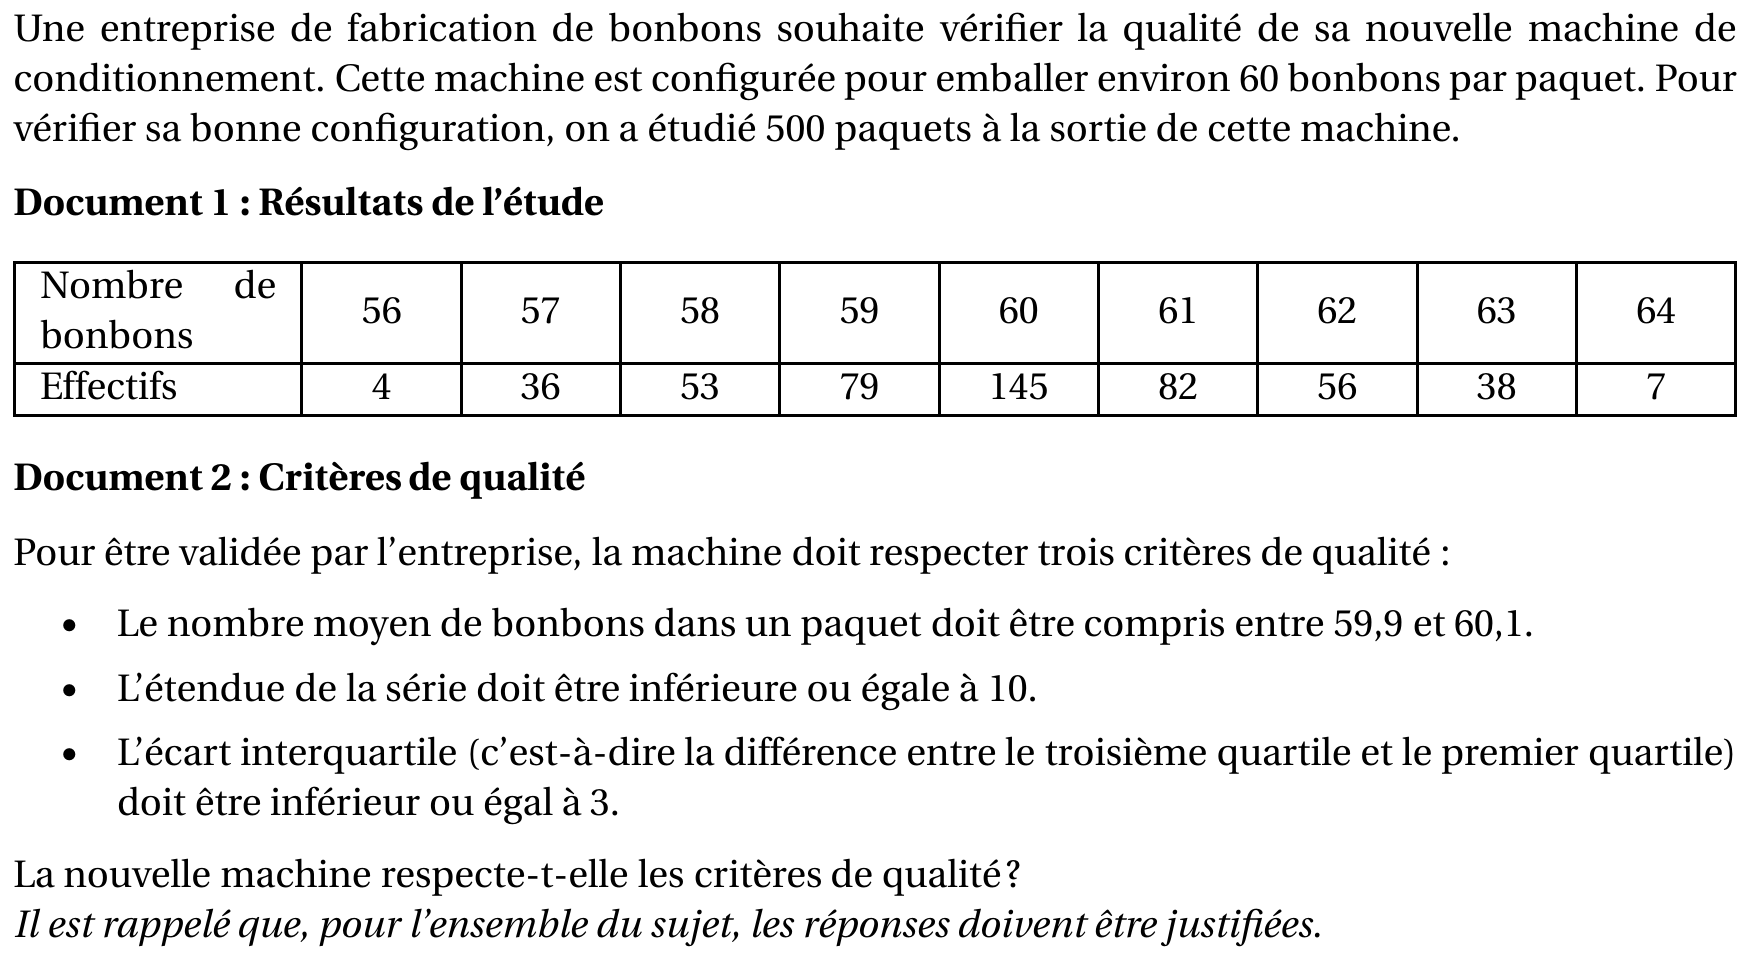 Une entreprise de fabrication de bonbons souhaite vérifier la qualité de sa nouvelle machine de
conditionnement. Cette machine est configurée pour emballer environ 60 bonbons par paquet. Pour
vérifier sa bonne configuration, on a étudié 500 paquets à la sortie de cette machine.
Document 1 : Résultats de l’étude
Nombre de
bonbons 56 57 58 59 60 61 62 63 64
Effectifs 4 36 53 79 145 82 56 38 7
Document 2 : Critères de qualité
Pour être validée par l’entreprise, la machine doit respecter trois critères de qualité :
• Le nombre moyen de bonbons dans un paquet doit être compris entre 59,9 et 60,1.
• L’étendue de la série doit être inférieure ou égale à 10.
• L’écart interquartile (c’est-à-dire la différence entre le troisième quartile et le premier quartile)
doit être inférieur ou égal à 3.
La nouvelle machine respecte-t-elle les critères de qualité ?
Il est rappelé que, pour l’ensemble du sujet, les réponses doivent être justifiées.